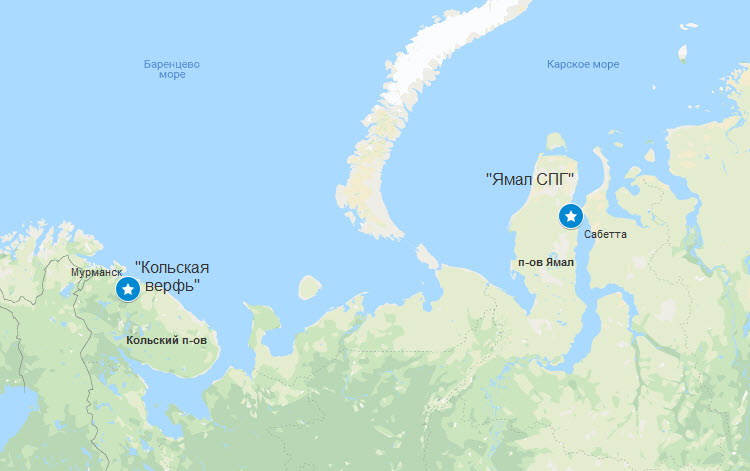 Баренцево
море
Карское море
"Ямал СПГ"
Сабетта
п-ов Ямал
Мурманск
"Кольская
верфь"
Кольский п-ов